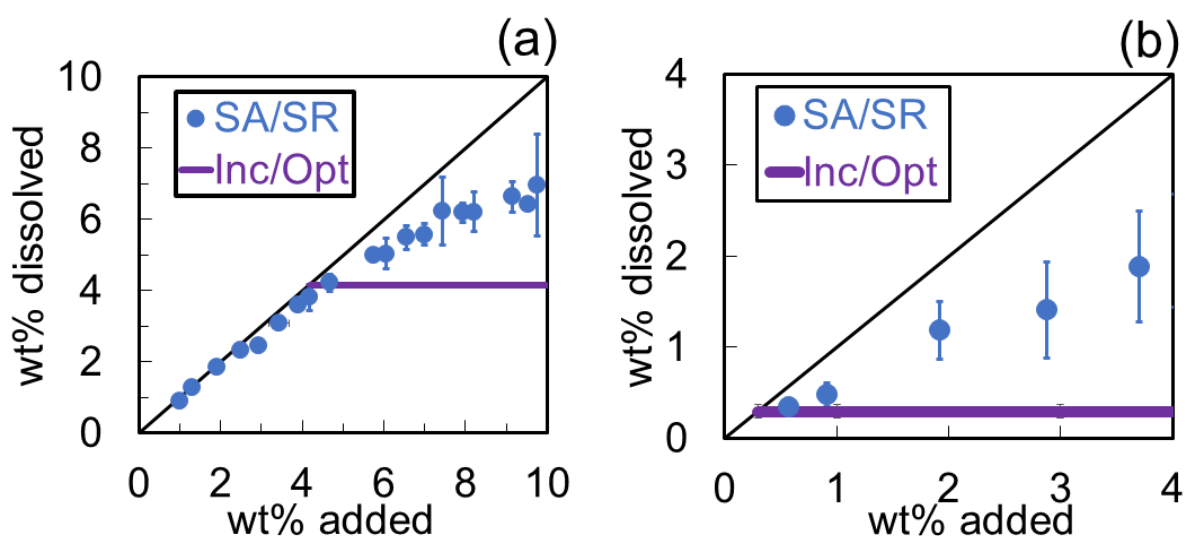 (a)
10
8
6
4
2
0
wt% dissolved
SA/SR
Inc/Opt
0 2 4 6 8 10
wt% added
(b)
4
3
2
1
0
wt% dissolved
SA/SR
Inc/Opt
0 1 2 3 4
wt% added